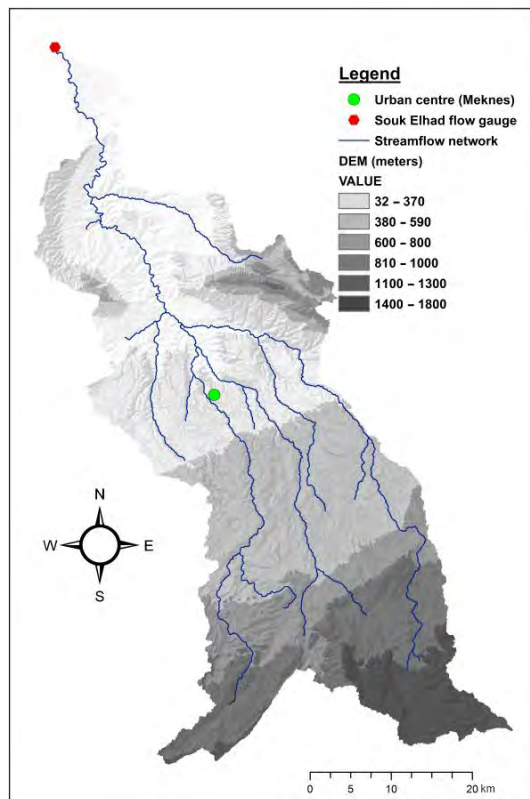 Legend
Urban centre (Meknes)
Souk Elhad flow gauge
Streamflow network
DEM (meters)
VALUE
32 – 370
380 – 590
600 – 800
810 – 1000
1100 – 1300
1400 – 1800
N
W E
S
0 5 10 20 km